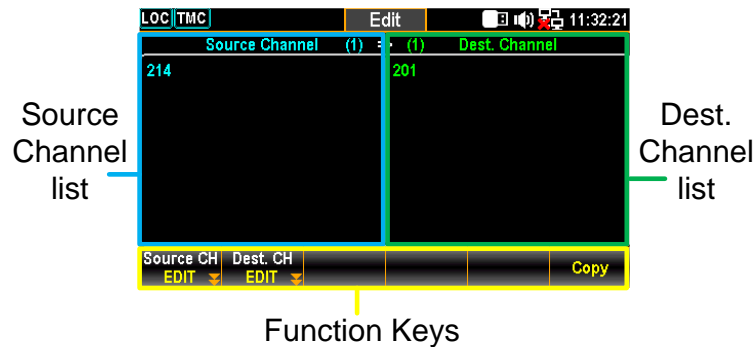 LOC TMC Edit 11:32:21
Source Channel (1) (1) Dest. Channel
214 201
Source Channel list
Dest. Channel list
Source CH Dest. CH
EDIT EDIT Copy
Function Keys